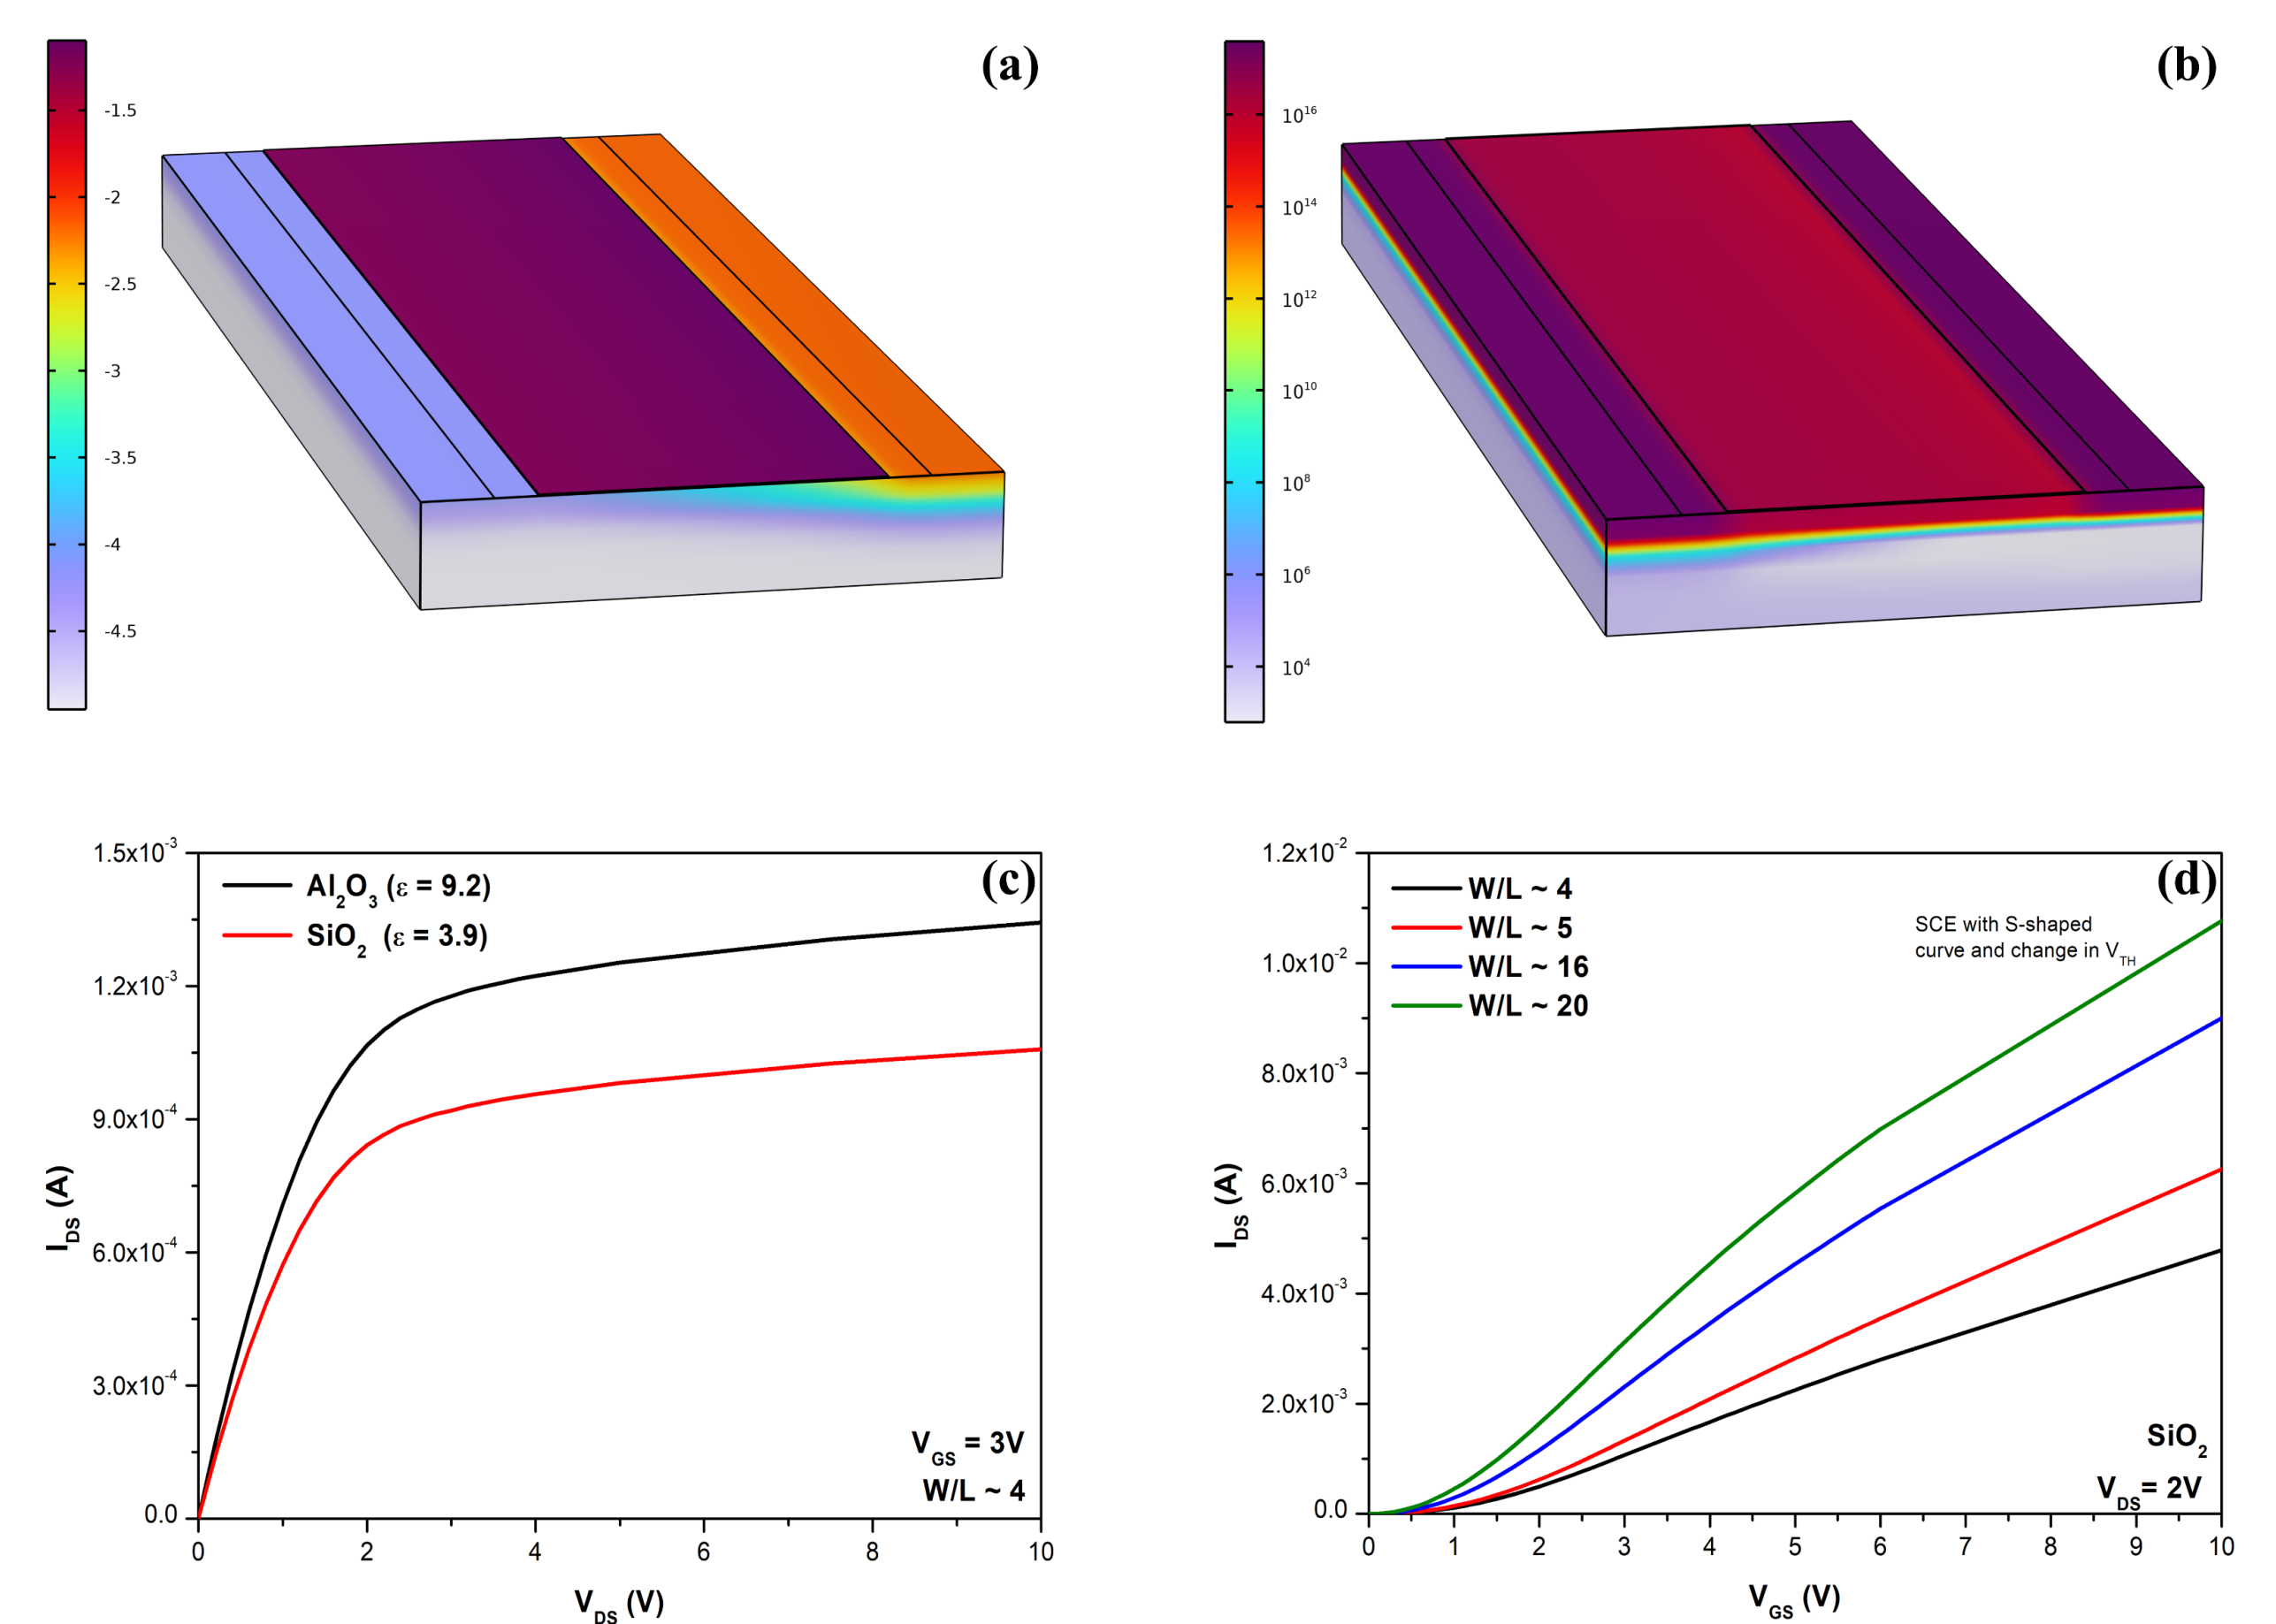 (a)
-1.5
-2
-2.5
-3
-3.5
-4
-4.5
(b)
10¹⁶
10¹⁴
10¹²
10¹⁰
10⁸
10⁶
10⁴
(c)
1.5x10⁻³
1.2x10⁻³
9.0x10⁻⁴
6.0x10⁻⁴
3.0x10⁻⁴
0.0
I_DS (A)
Al₂O₃ (ε = 9.2)
SiO₂ (ε = 3.9)
V_GS = 3V
W/L ~ 4
0 2 4 6 8 10
V_DS (V)
(d)
1.2x10⁻²
1.0x10⁻²
8.0x10⁻³
6.0x10⁻³
4.0x10⁻³
2.0x10⁻³
0.0
I_DS (A)
W/L ~ 4
W/L ~ 5
W/L ~ 16
W/L ~ 20
SCE with S-shaped
curve and change in V_TH
SiO₂
V_DS = 2V
0 1 2 3 4 5 6 7 8 9 10
V_GS (V)